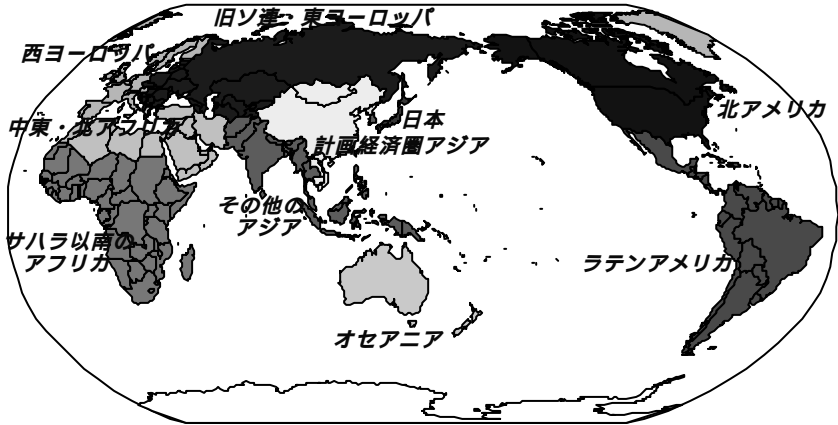 旧ソ連・東ヨーロッパ
西ヨーロッパ
北アメリカ
日本
中東・北アフリカ
計画経済圏アジア
その他の
アジア
サハラ以南の
アフリカ
ラテンアメリカ
オセアニア